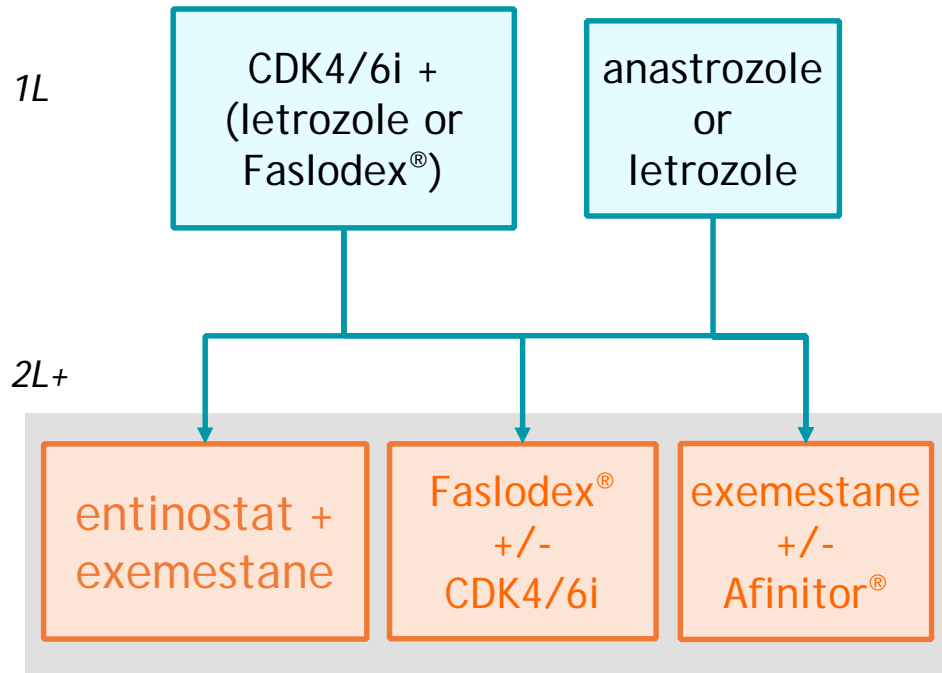 1L
CDK4/6i +
(letrozole or
Faslodex®)
anastrozole
or
letrozole
2L+
entinostat +
exemestane
Faslodex®
+/-
CDK4/6i
exemestane
+/-
Afinitor®